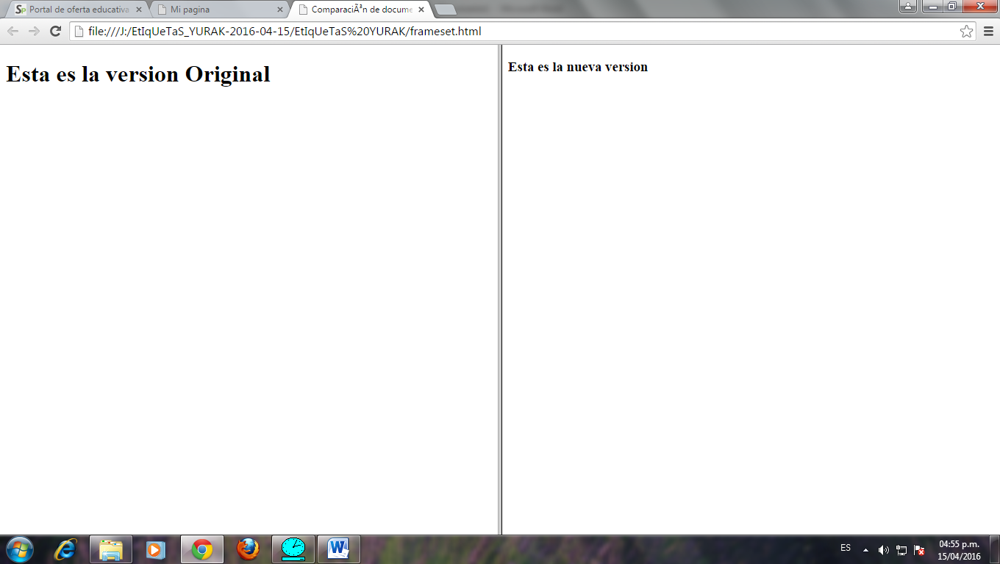 Sp Portal de oferta educativa
Mi pagina
ComparaciÃ³n de docume
file:///J:/EtIqUeTaS_YURAK-2016-04-15/EtIqUeTaS%20YURAK/frameset.html
Esta es la version Original
Esta es la nueva version
ES
04:55 p.m.
15/04/2016